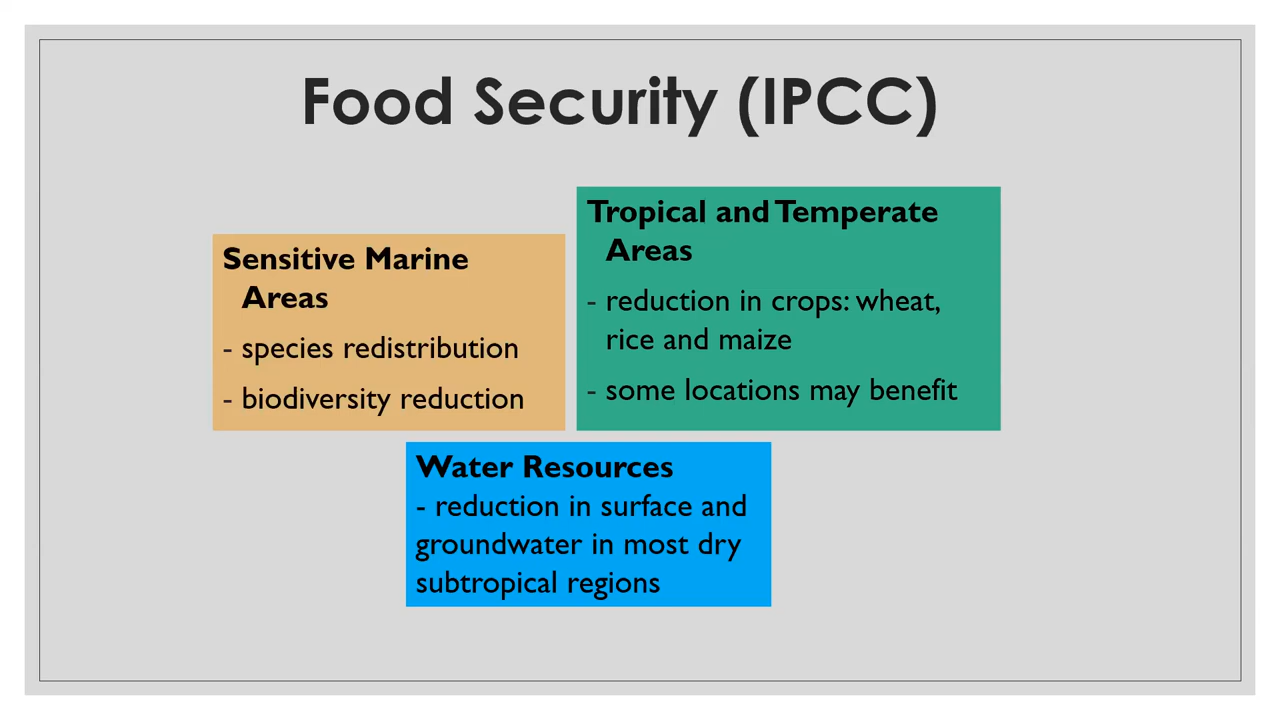 Food Security (IPCC)
Sensitive Marine
Areas
- species redistribution
- biodiversity reduction
Tropical and Temperate
Areas
- reduction in crops: wheat,
rice and maize
- some locations may benefit
Water Resources
- reduction in surface and
groundwater in most dry
subtropical regions